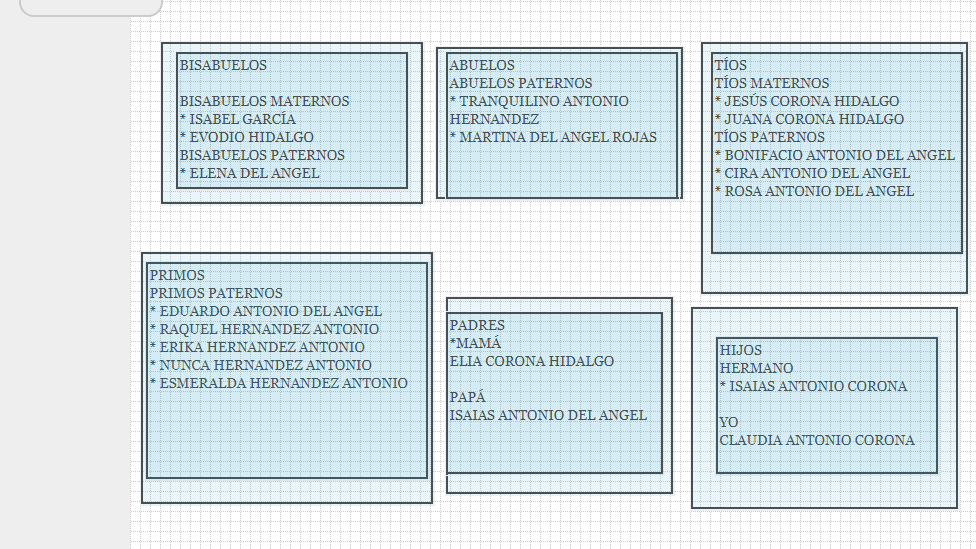 BISABUELOS
BISABUELOS MATERNOS
* ISABEL GARCÍA
* EVODIO HIDALGO
BISABUELOS PATERNOS
* ELENA DEL ANGEL
ABUELOS
ABUELOS PATERNOS
* TRANQUILINO ANTONIO
HERNANDEZ
* MARTINA DEL ANGEL ROJAS
TÍOS
TÍOS MATERNOS
* JESÚS CORONA HIDALGO
* JUANA CORONA HIDALGO
TÍOS PATERNOS
* BONIFACIO ANTONIO DEL ANGEL
* CIRA ANTONIO DEL ANGEL
* ROSA ANTONIO DEL ANGEL
PRIMOS
PRIMOS PATERNOS
* EDUARDO ANTONIO DEL ANGEL
* RAQUEL HERNANDEZ ANTONIO
* ERIKA HERNANDEZ ANTONIO
* NUNCA HERNANDEZ ANTONIO
* ESMERALDA HERNANDEZ ANTONIO
PADRES
*MAMÁ
ELIA CORONA HIDALGO
PAPÁ
ISAIAS ANTONIO DEL ANGEL
HIJOS
HERMANO
* ISAIAS ANTONIO CORONA
YO
CLAUDIA ANTONIO CORONA